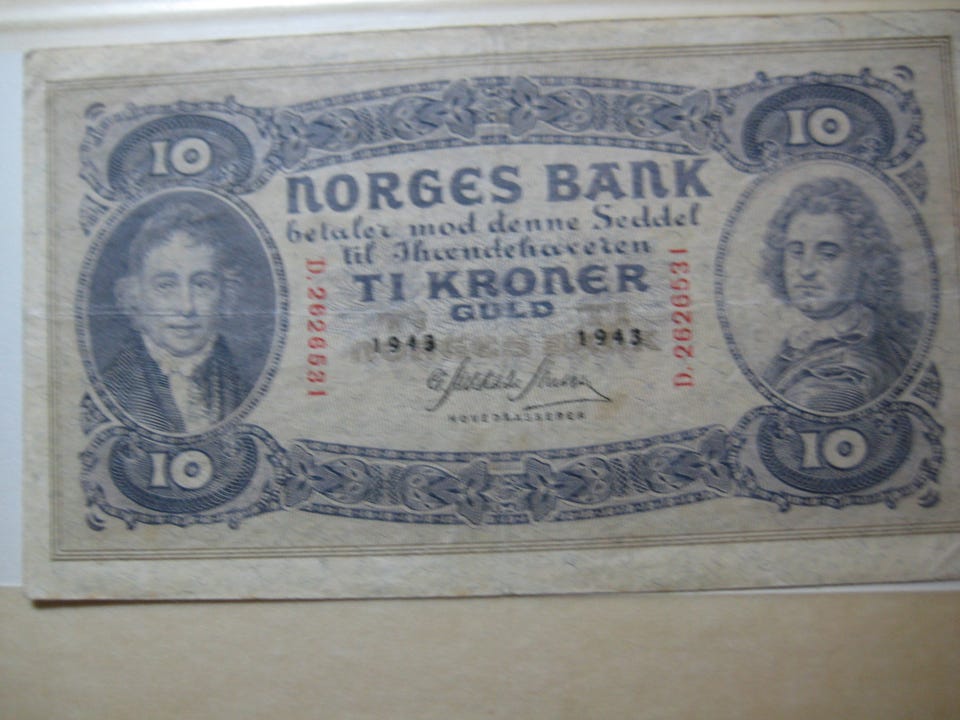 10
10
NORGES BANK
betaler mod denne Seddel
til Ihændehaveren
TI KRONER
GULD
D. 2626531
D. 2626531
1943
1943
HOVEDKASSERER
10
10